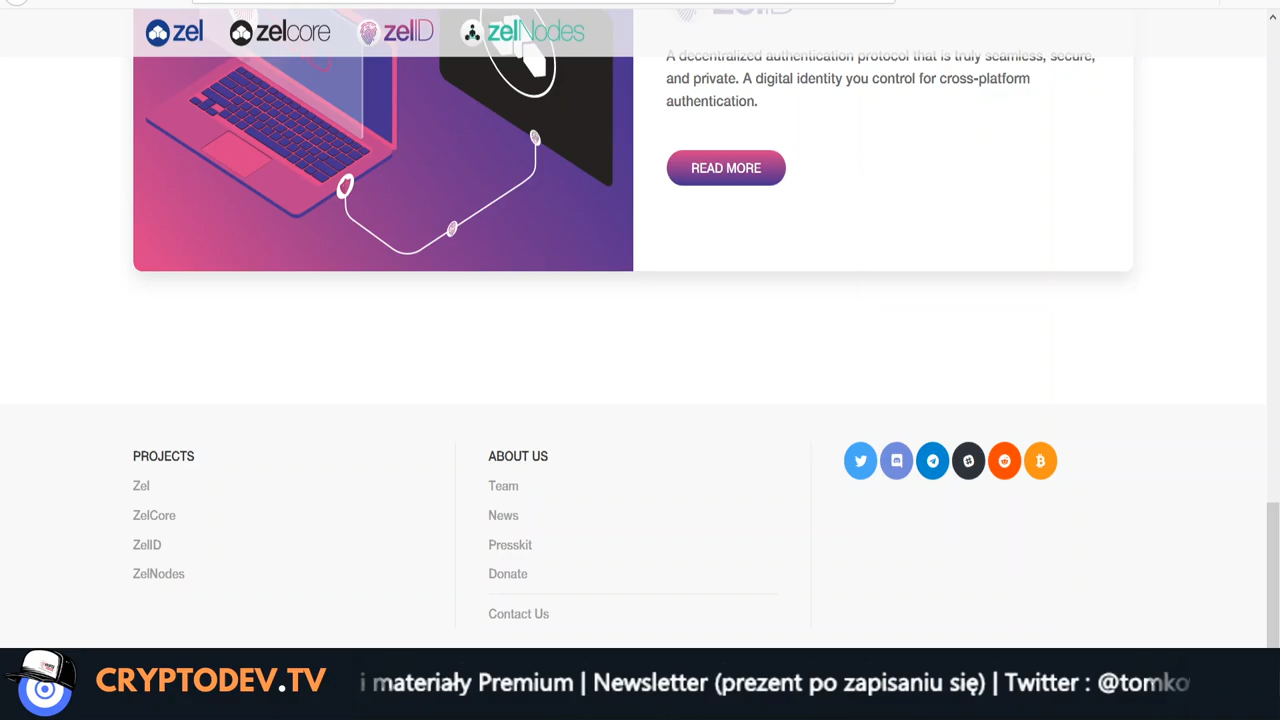 zel zelcore zelID zelNodes
zelID
A decentralized authentication protocol that is truly seamless, secure,
and private. A digital identity you control for cross-platform
authentication.
READ MORE
PROJECTS
Zel
ZelCore
ZelID
ZelNodes
ABOUT US
Team
News
Presskit
Donate
Contact Us
CRYPTODEV.TV
i materiały Premium | Newsletter (prezent po zapisaniu się) | Twitter : @tomko